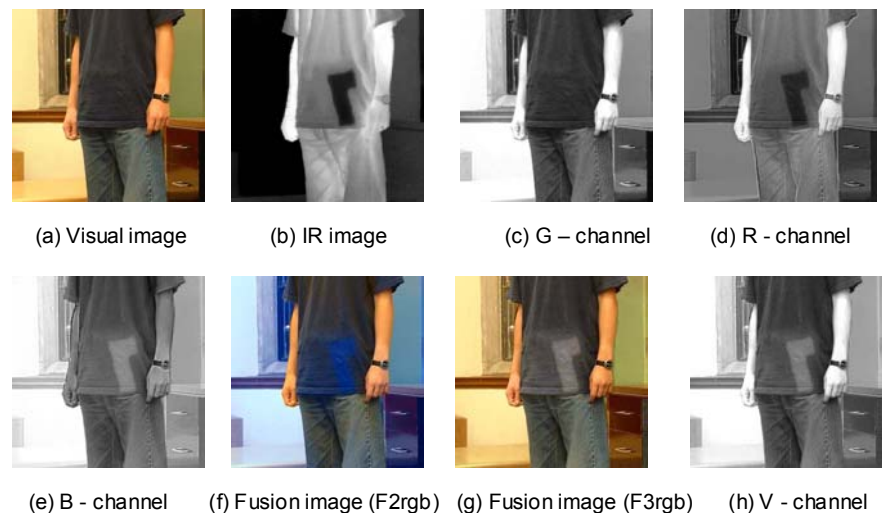 (a) Visual image (b) IR image (c) G – channel (d) R - channel
(e) B - channel (f) Fusion image (F2rgb) (g) Fusion image (F3rgb) (h) V - channel